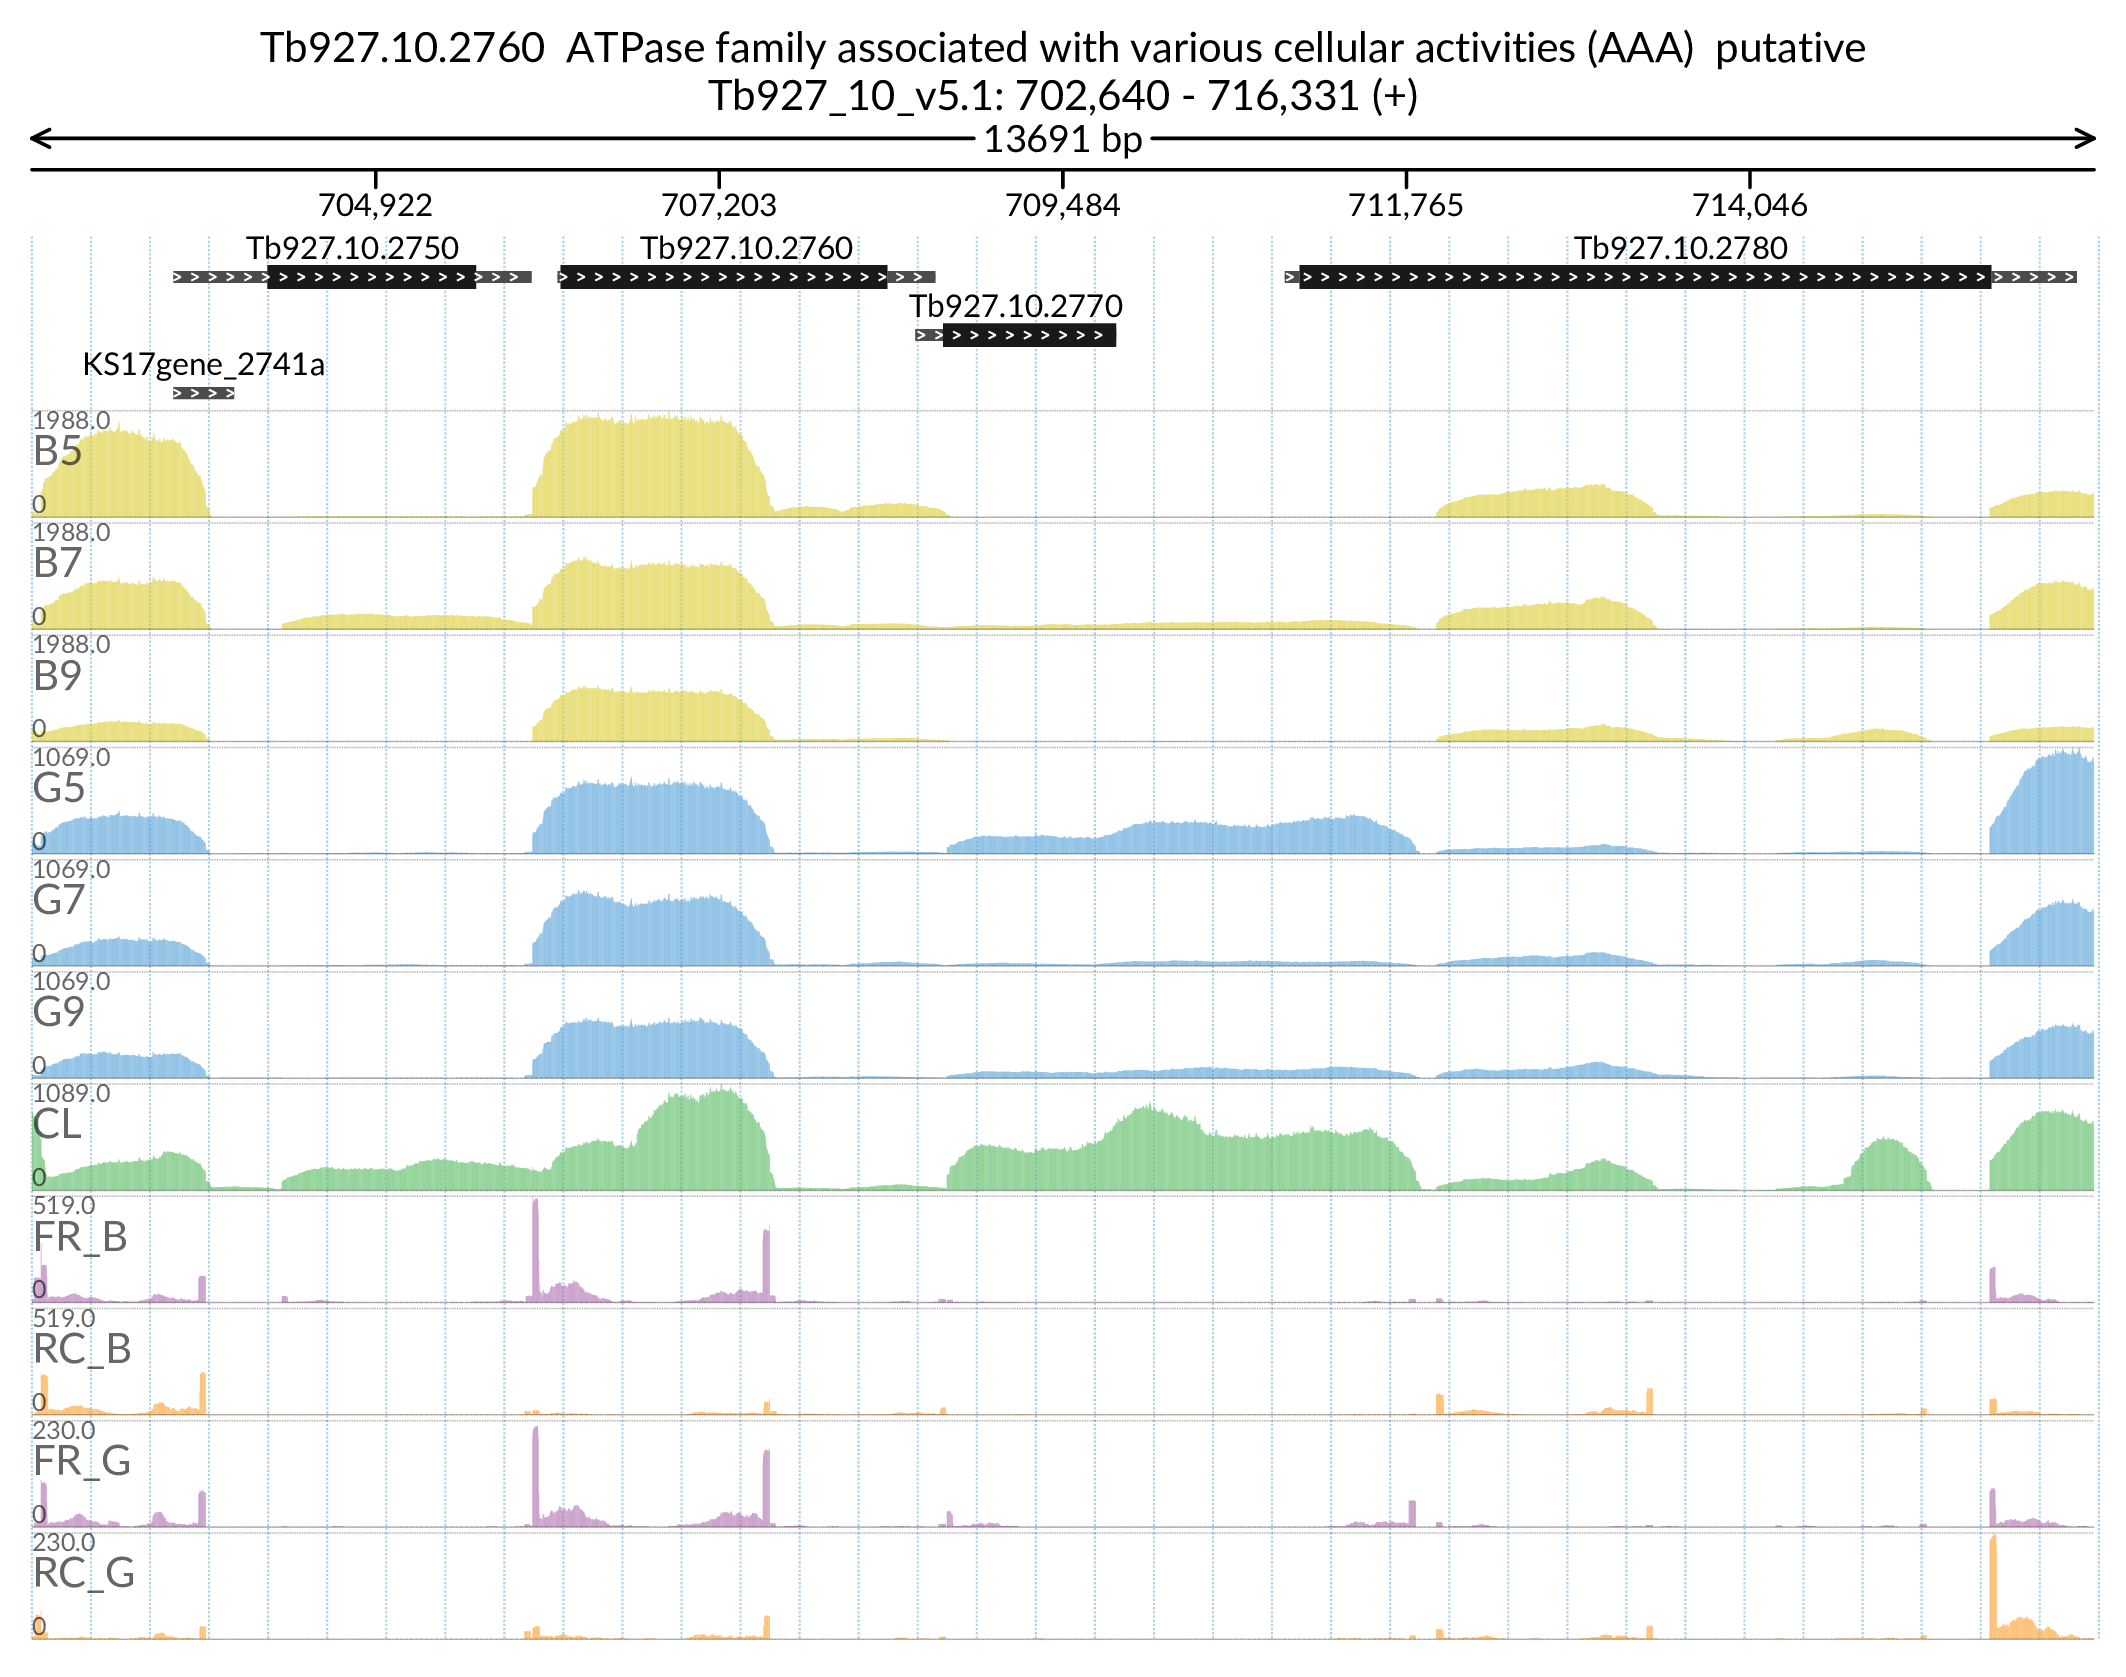 Tb927.10.2760  ATPase family associated with various cellular activities (AAA)  putative
Tb927_10_v5.1: 702,640 - 716,331 (+)
13691 bp
704,922 707,203 709,484 711,765 714,046
Tb927.10.2750 Tb927.10.2760 Tb927.10.2780
Tb927.10.2770
KS17gene_2741a
1988.0
B5
0
1988.0
B7
0
1988.0
B9
0
1069.0
G5
0
1069.0
G7
0
1069.0
G9
0
1089.0
CL
0
519.0
FR_B
0
519.0
RC_B
0
230.0
FR_G
0
230.0
RC_G
0